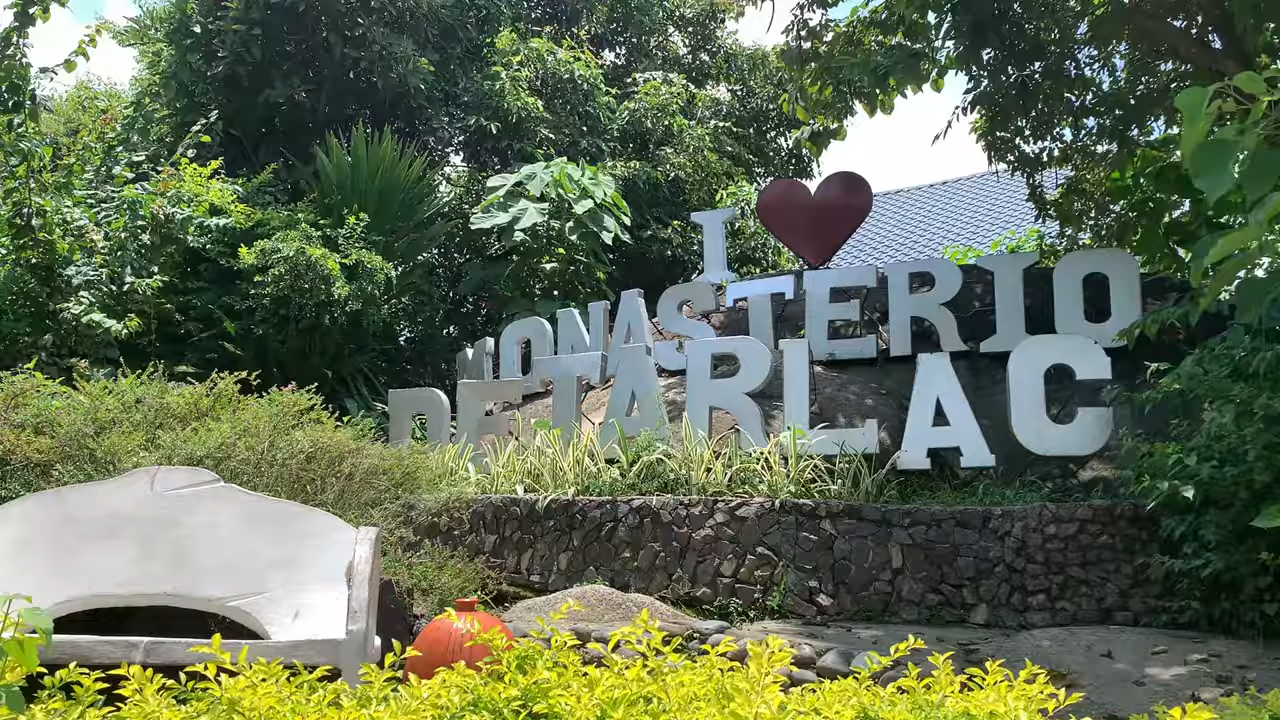 I ❤
MONASTERIO
DE TARLAC